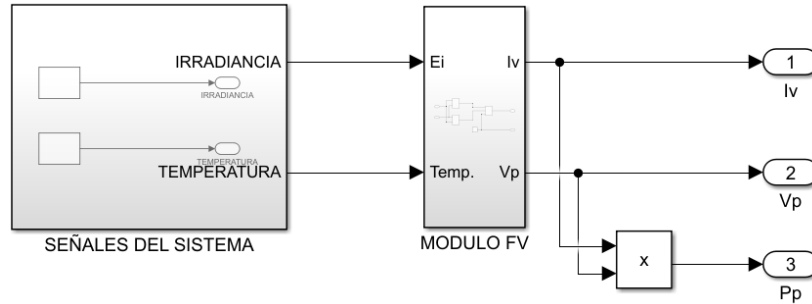 IRRADIANCIA
IRRADIANCIA
TEMPERATURA
TEMPERATURA
SEÑALES DEL SISTEMA
Ei
Iv
Temp.
Vp
MODULO FV
x
1
Iv
2
Vp
3
Pp